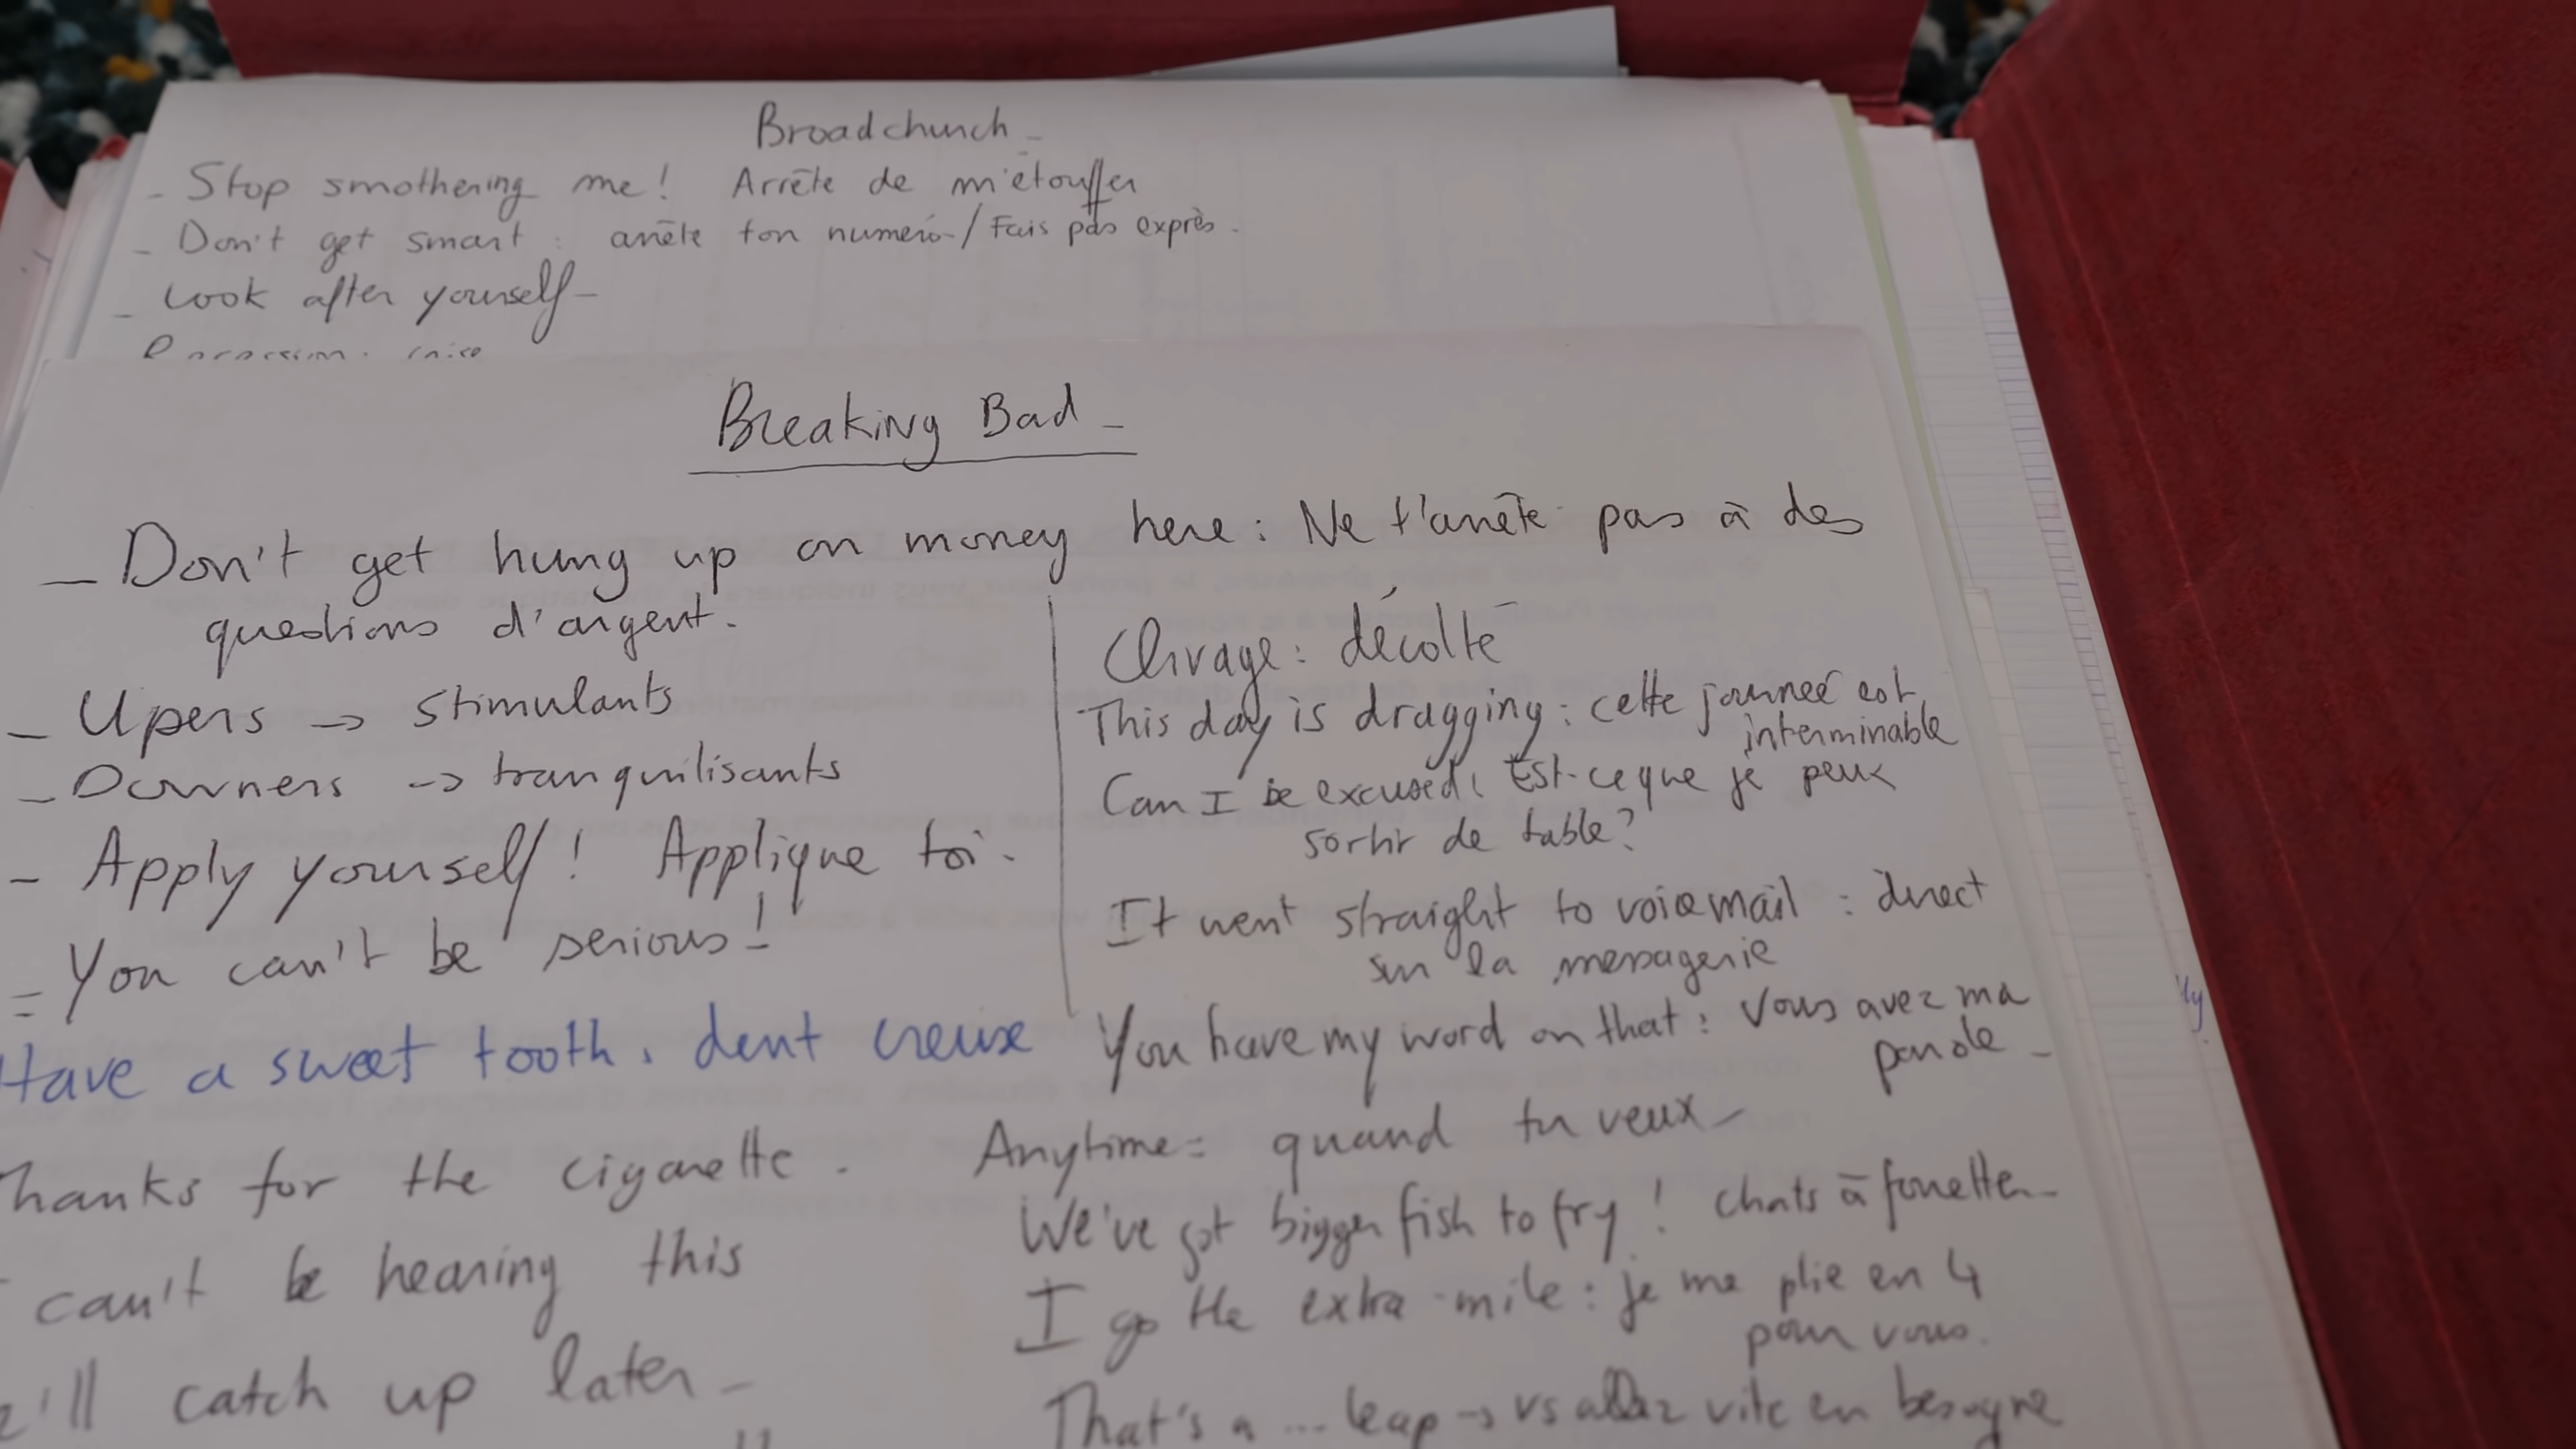 Broadchurch -
- Stop smothering me! Arrête de m'étouffer
- Don't get smart : arrête ton numéro / Fais pas exprès.
- Look after yourself -
Breaking Bad -
- Don't get hung up on money here : Ne t'arrête pas à des
questions d'argent.
- Upers → stimulants
- Downers → tranquilisants
- Apply yourself! Applique toi.
= You can't be serious!
Have a sweet tooth : dent creuse
Thanks for the cigarette.
can't be hearing this
'll catch up later -
Clivage : décolté
This day is dragging : cette journée est
interminable
Can I be excused : Est-ce que je peux
sortir de table?
It went straight to voicemail : direct
sur la messagerie
You have my word on that : Vous avez ma
parole -
Anytime = quand tu veux -
We've got bigger fish to fry! chats à fouetter -
I go the extra-mile : je me plie en 4
pour vous.
That's a ... leap → vs allez vite en besogne